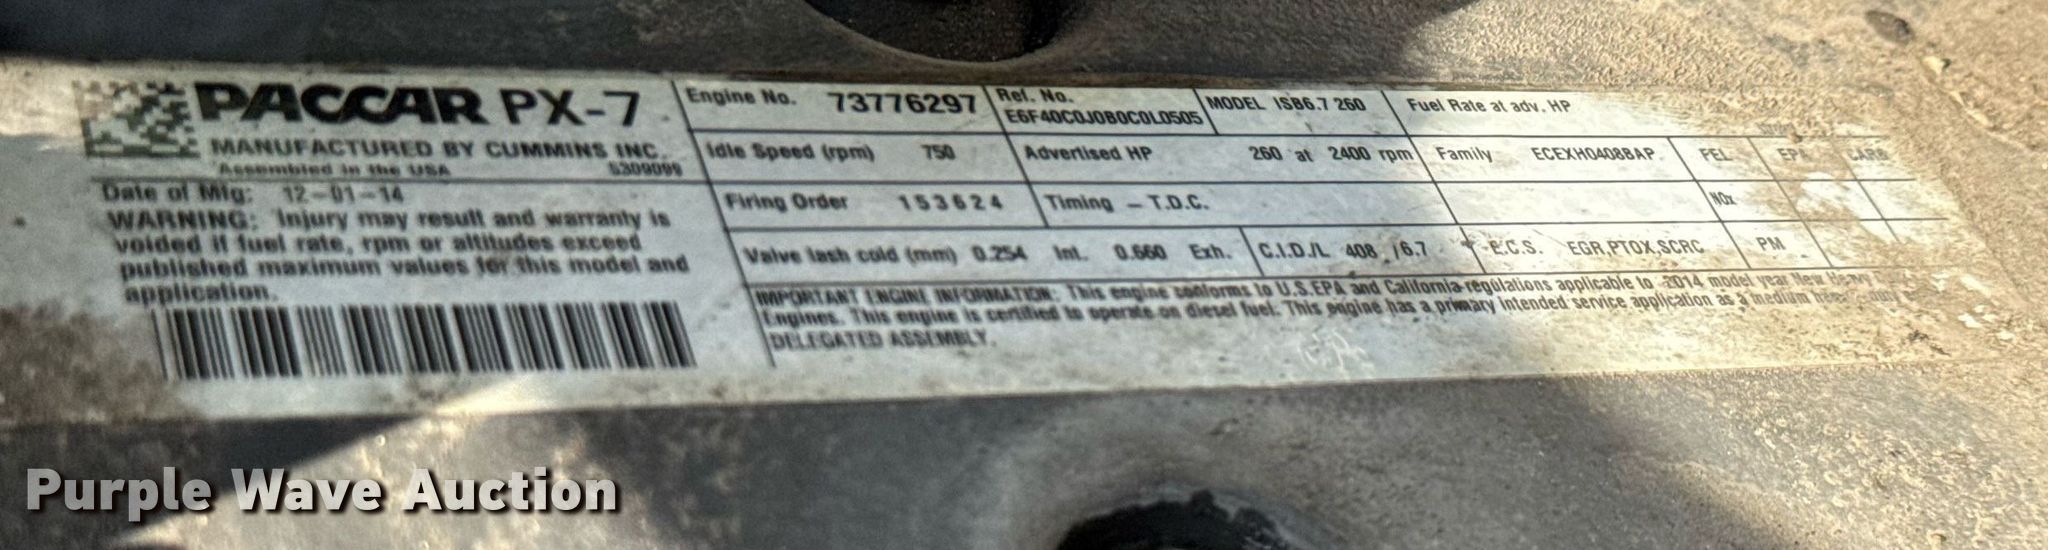 PACCAR PX-7
MANUFACTURED BY CUMMINS INC.
Assembled in the USA 5309099
Date of Mfg: 12-01-14
WARNING: Injury may result and warranty is
voided if fuel rate, rpm or altitudes exceed
published maximum values for this model and
application.
Engine No. 73776297
Ref. No.
E6F40C0J0B0C0L0505
MODEL ISB6.7 260
Fuel Rate at adv. HP
Idle Speed (rpm) 750
Advertised HP 260 at 2400 rpm
Family ECEXH0408BAP
FEL EPA CARB
Firing Order 153624
Timing - T.D.C.
NOx
Valve lash cold (mm) 0.254 Int. 0.660 Exh.
C.I.D./L 408 /6.7
E.C.S. EGR,PTOX,SCRC
PM
IMPORTANT ENGINE INFORMATION: This engine conforms to U.S.EPA and California regulations applicable to 2014 model year New Heavy
Engines. This engine is certified to operate on diesel fuel. This engine has a primary intended service application as a medium
DELEGATED ASSEMBLY.
Purple Wave Auction